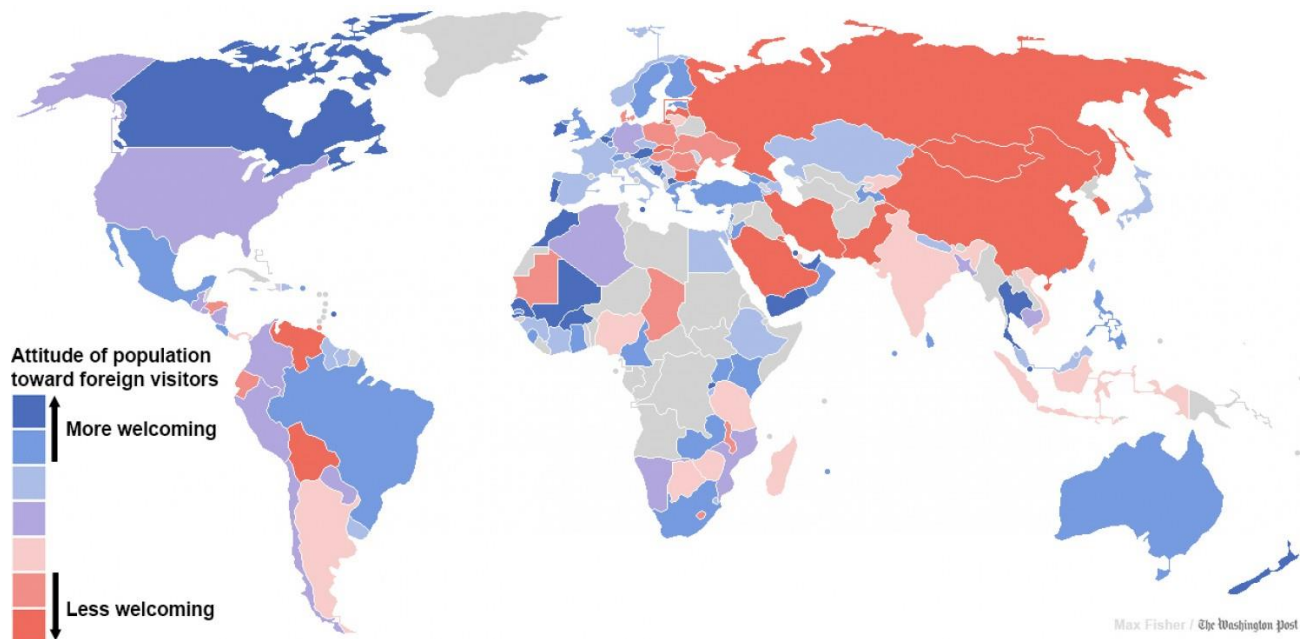 Attitude of population
toward foreign visitors
More welcoming
Less welcoming
Max Fisher / The Washington Post